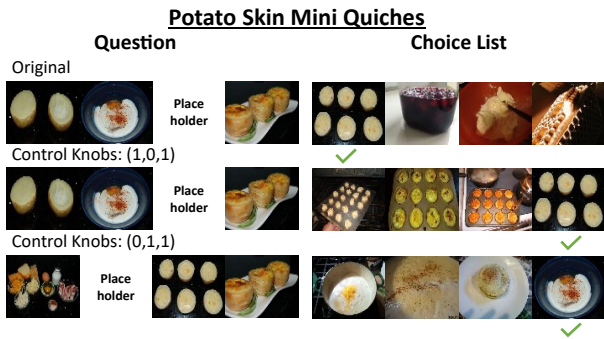 Potato Skin Mini Quiches
Question
Choice List
Original
Place
holder
Control Knobs: (1,0,1)
Place
holder
Control Knobs: (0,1,1)
Place
holder